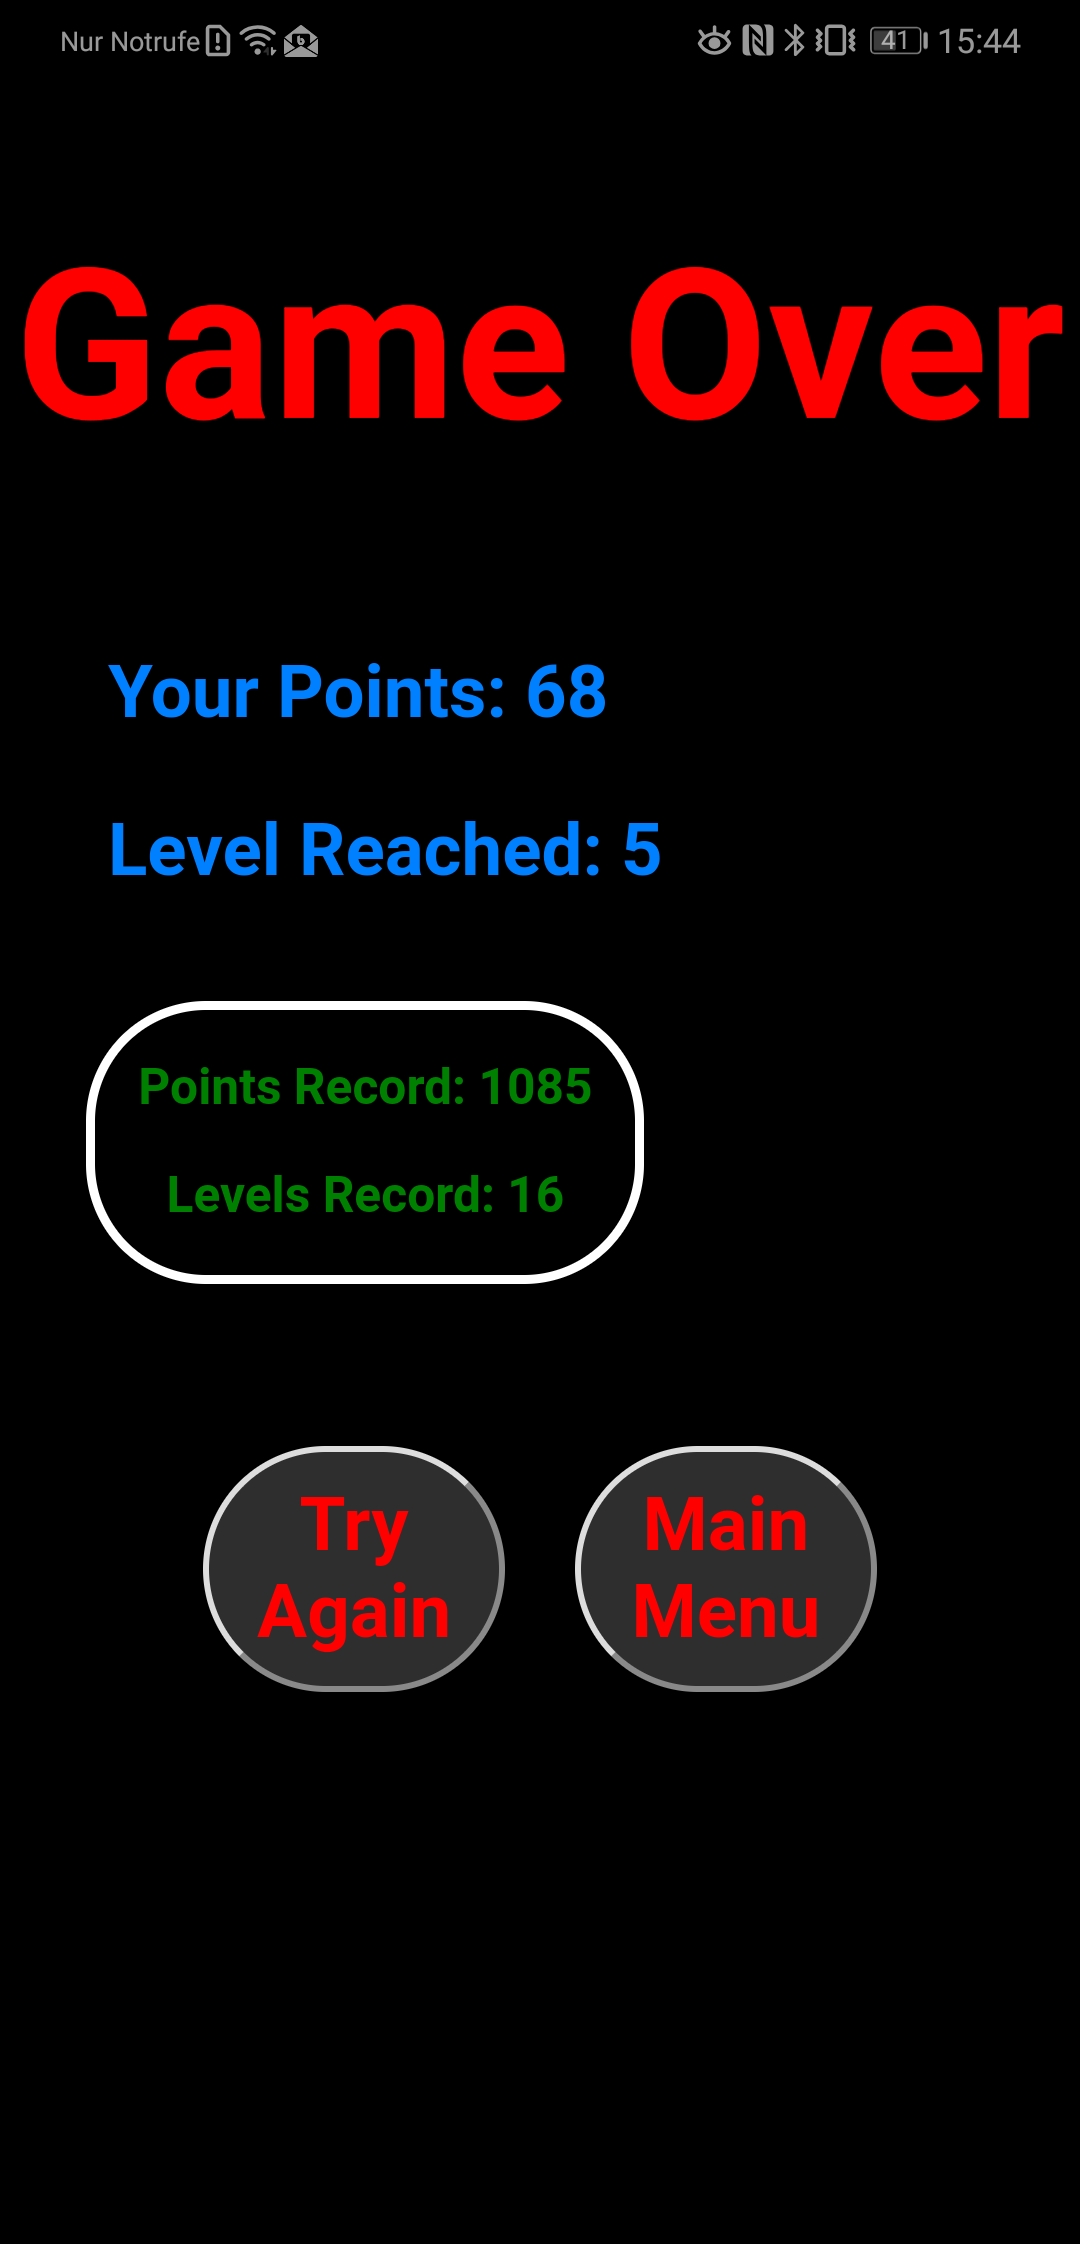 Nur Notrufe 41 15:44
Game Over
Your Points: 68
Level Reached: 5
Points Record: 1085
Levels Record: 16
Try
Again
Main
Menu